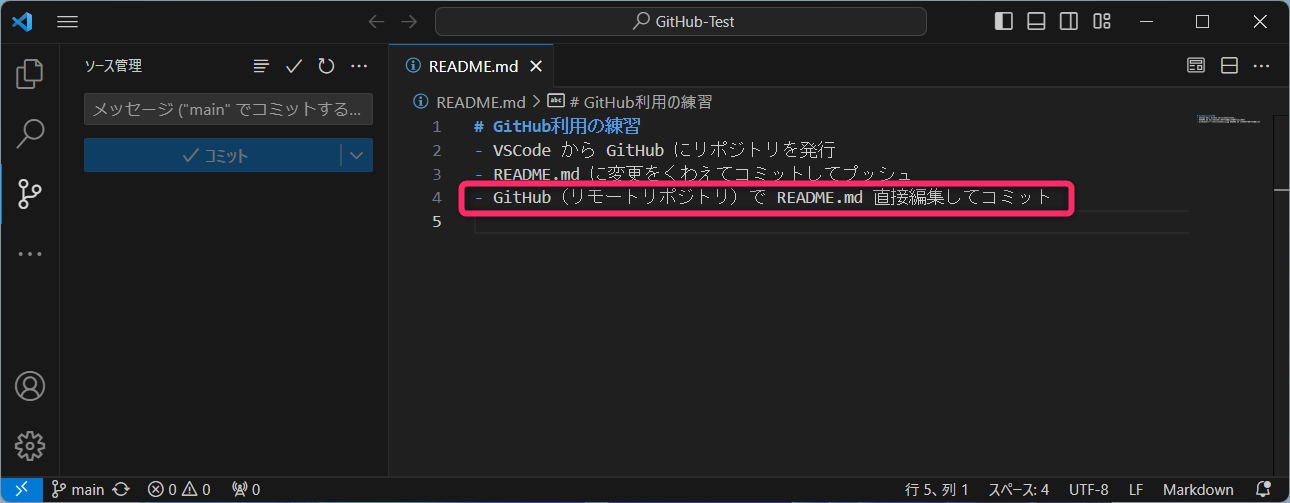 GitHub-Test
ソース管理
README.md
メッセージ ("main" でコミットする...
コミット
README.md > # GitHub利用の練習
1 # GitHub利用の練習
2 - VSCode から GitHub にリポジトリを発行
3 - README.md に変更をくわえてコミットしてプッシュ
4 - GitHub（リモートリポジトリ）で README.md 直接編集してコミット
5
main 0 0 0 行 5、列 1 スペース: 4 UTF-8 LF Markdown